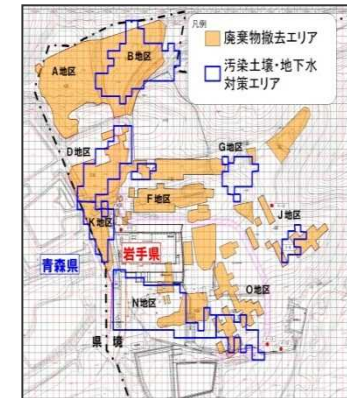 凡例
廃棄物撤去エリア
汚染土壌・地下水
対策エリア
A地区
B地区
D地区
G地区
F地区
J地区
K地区
岩手県
青森県
N地区
O地区
県境